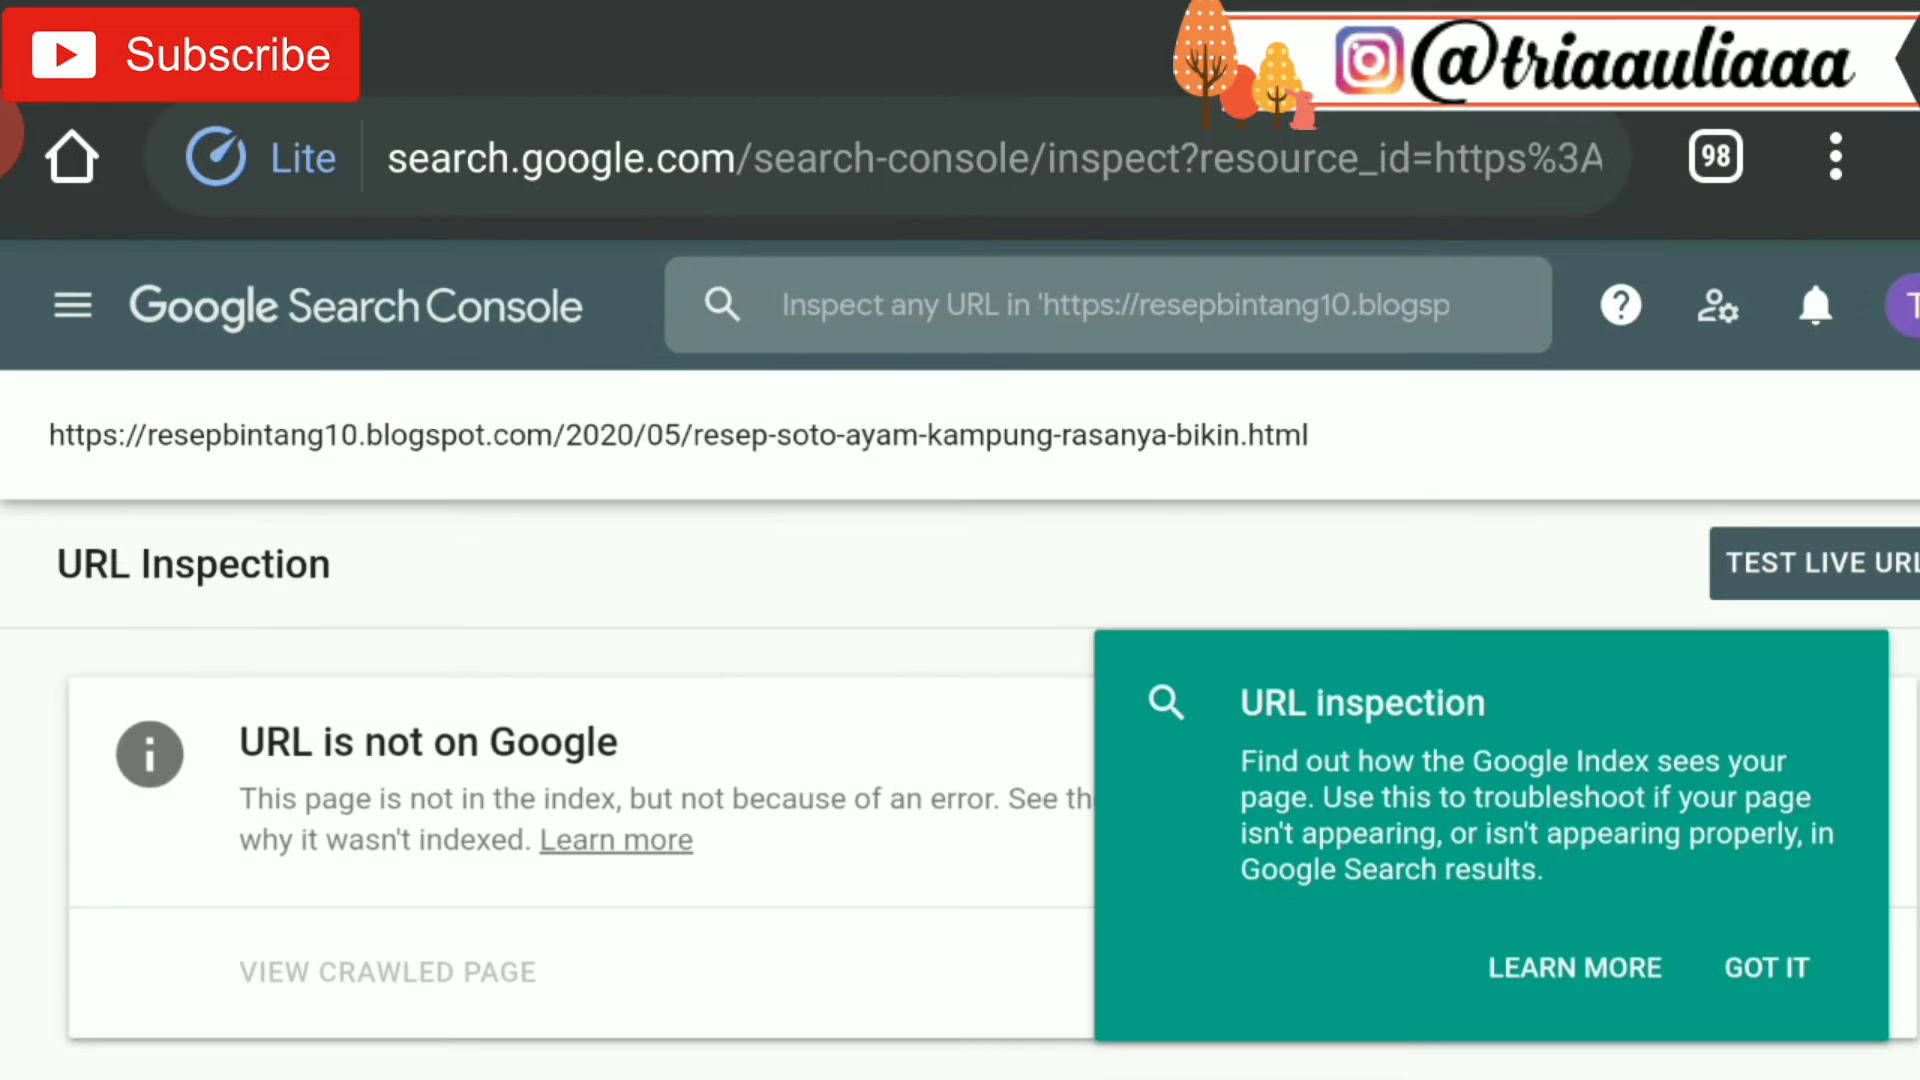 Subscribe
@triaauliaaa
Lite
search.google.com/search-console/inspect?resource_id=https%3A
98
Google Search Console
Inspect any URL in 'https://resepbintang10.blogsp
T
https://resepbintang10.blogspot.com/2020/05/resep-soto-ayam-kampung-rasanya-bikin.html
URL Inspection
TEST LIVE URL
URL is not on Google
This page is not in the index, but not because of an error. See th
why it wasn't indexed. Learn more
VIEW CRAWLED PAGE
URL inspection
Find out how the Google Index sees your
page. Use this to troubleshoot if your page
isn't appearing, or isn't appearing properly, in
Google Search results.
LEARN MORE
GOT IT